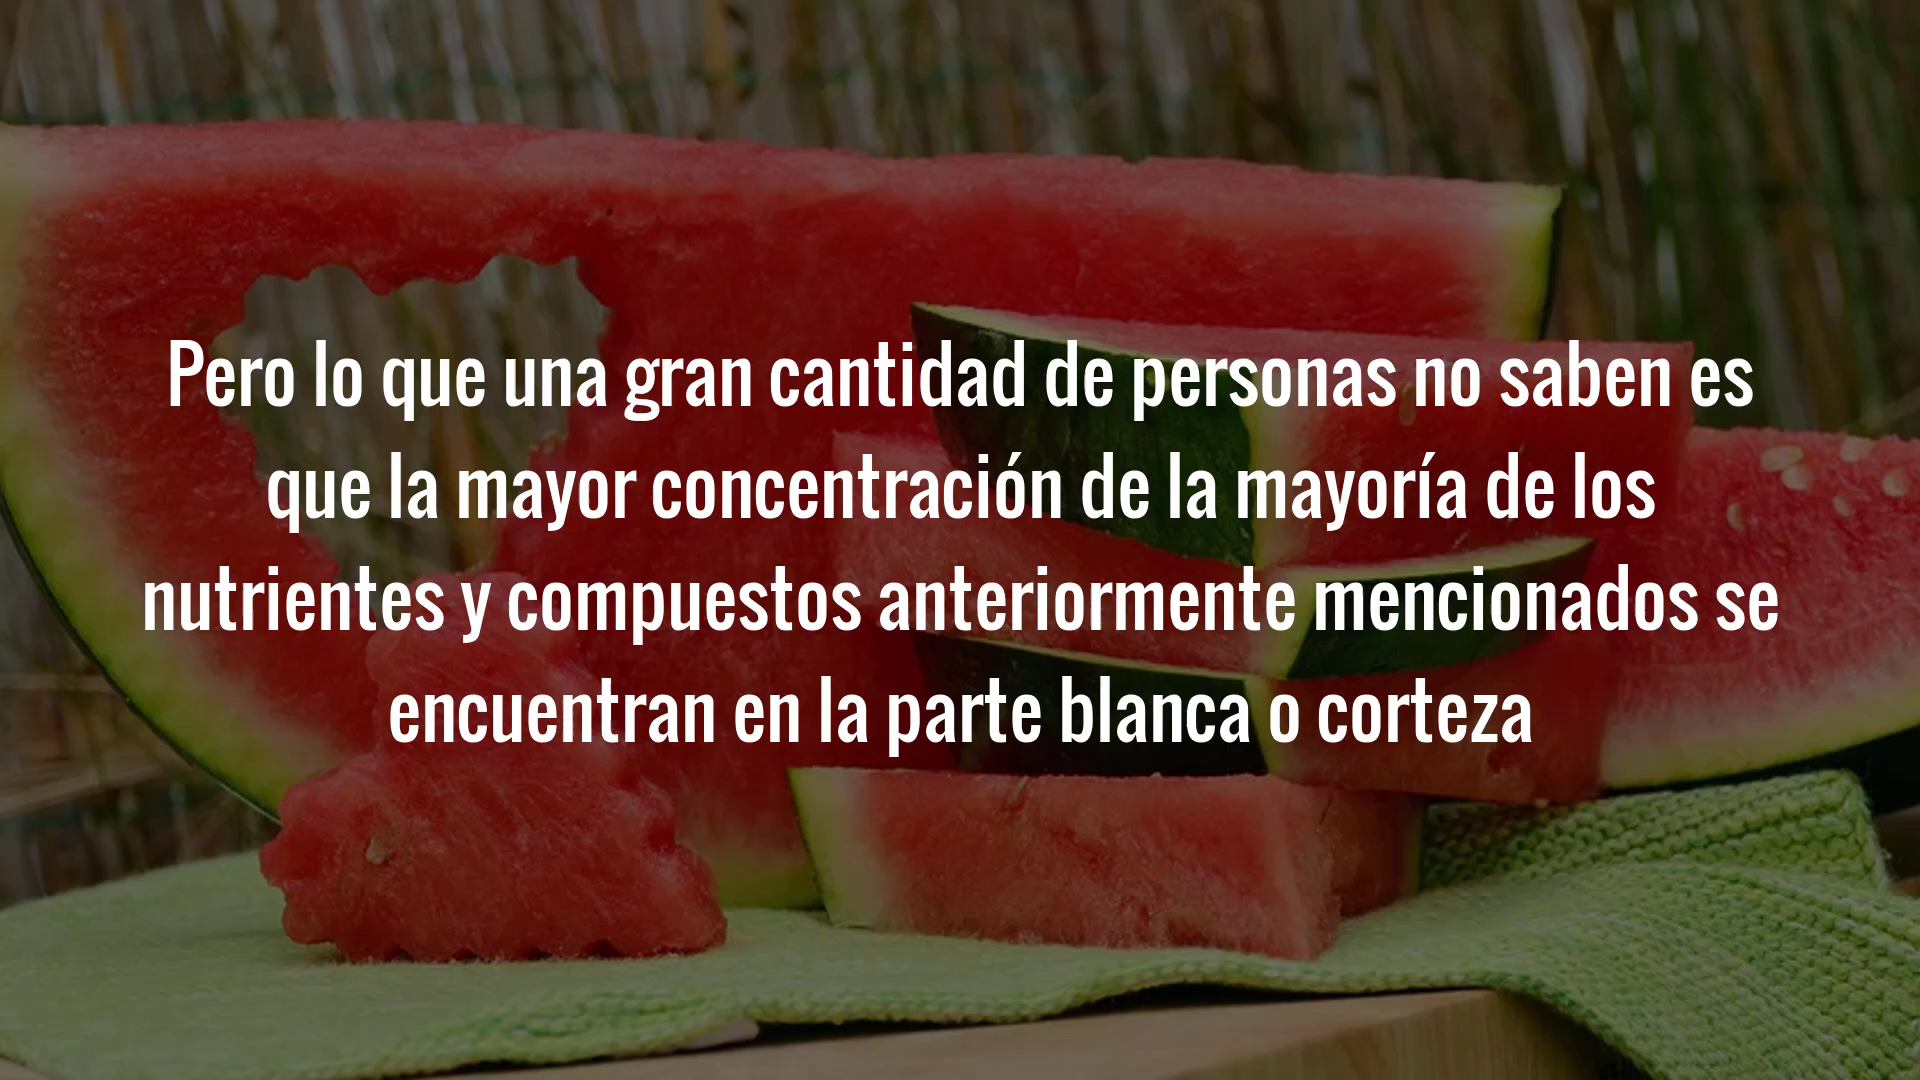 Pero lo que una gran cantidad de personas no saben es
que la mayor concentración de la mayoría de los
nutrientes y compuestos anteriormente mencionados se
encuentran en la parte blanca o corteza